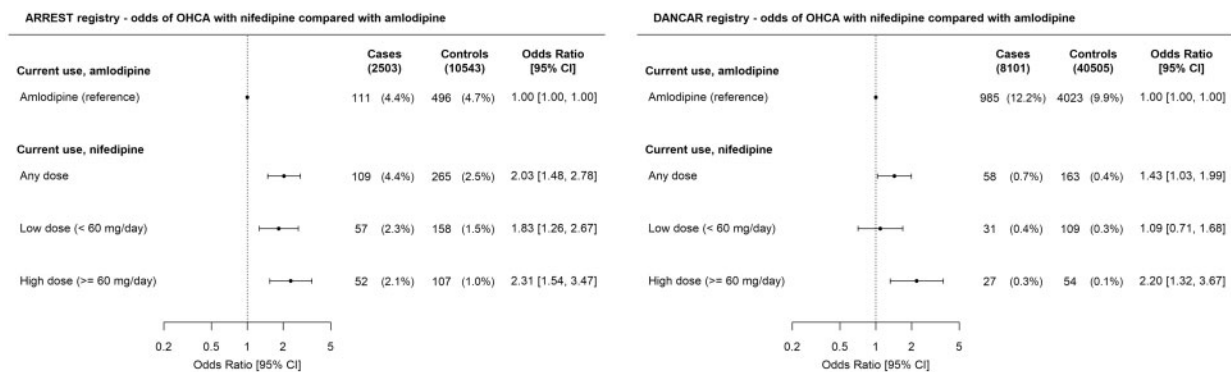 ARREST registry - odds of OHCA with nifedipine compared with amlodipine
Cases Controls Odds Ratio
(2503) (10543) [95% CI]
Current use, amlodipine
Amlodipine (reference) 111 (4.4%) 496 (4.7%) 1.00 [1.00, 1.00]
Current use, nifedipine
Any dose 109 (4.4%) 265 (2.5%) 2.03 [1.48, 2.78]
Low dose (< 60 mg/day) 57 (2.3%) 158 (1.5%) 1.83 [1.26, 2.67]
High dose (>= 60 mg/day) 52 (2.1%) 107 (1.0%) 2.31 [1.54, 3.47]
0.2 1 2 5
Odds Ratio [95% CI]
DANCAR registry - odds of OHCA with nifedipine compared with amlodipine
Cases Controls Odds Ratio
(8101) (40505) [95% CI]
Current use, amlodipine
Amlodipine (reference) 985 (12.2%) 4023 (9.9%) 1.00 [1.00, 1.00]
Current use, nifedipine
Any dose 58 (0.7%) 163 (0.4%) 1.43 [1.03, 1.99]
Low dose (< 60 mg/day) 31 (0.4%) 109 (0.3%) 1.09 [0.71, 1.68]
High dose (>= 60 mg/day) 27 (0.3%) 54 (0.1%) 2.20 [1.32, 3.67]
0.2 1 2 5
Odds Ratio [95% CI]